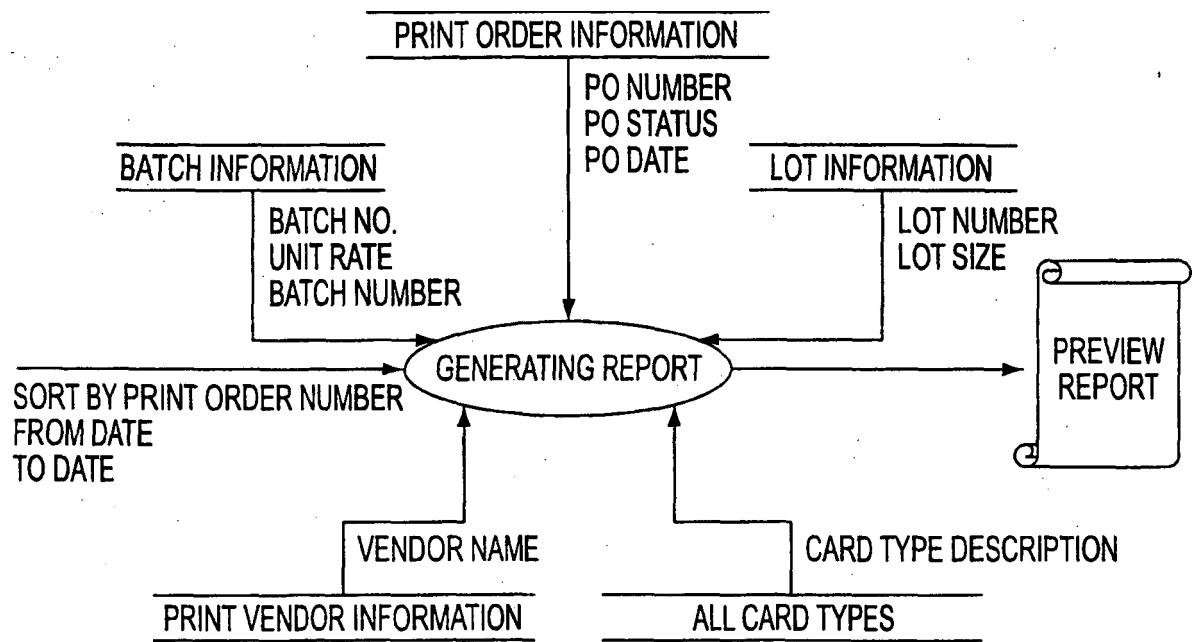 PRINT ORDER INFORMATION
PO NUMBER
PO STATUS
PO DATE
BATCH INFORMATION
BATCH NO.
UNIT RATE
BATCH NUMBER
LOT INFORMATION
LOT NUMBER
LOT SIZE
GENERATING REPORT
PREVIEW
REPORT
SORT BY PRINT ORDER NUMBER
FROM DATE
TO DATE
VENDOR NAME
PRINT VENDOR INFORMATION
CARD TYPE DESCRIPTION
ALL CARD TYPES